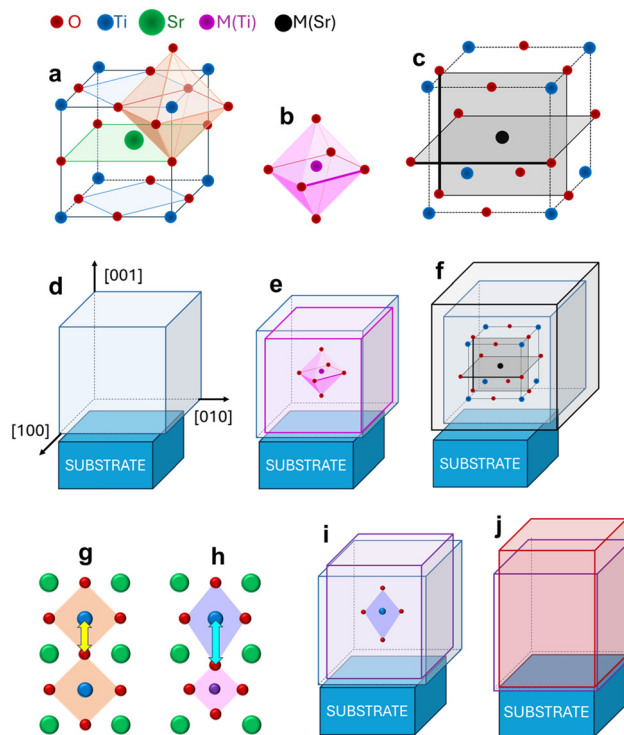 O Ti Sr M(Ti) M(Sr)
a
b
c
d
[001]
[010]
[100]
SUBSTRATE
e
SUBSTRATE
f
SUBSTRATE
g
h
i
SUBSTRATE
j
SUBSTRATE